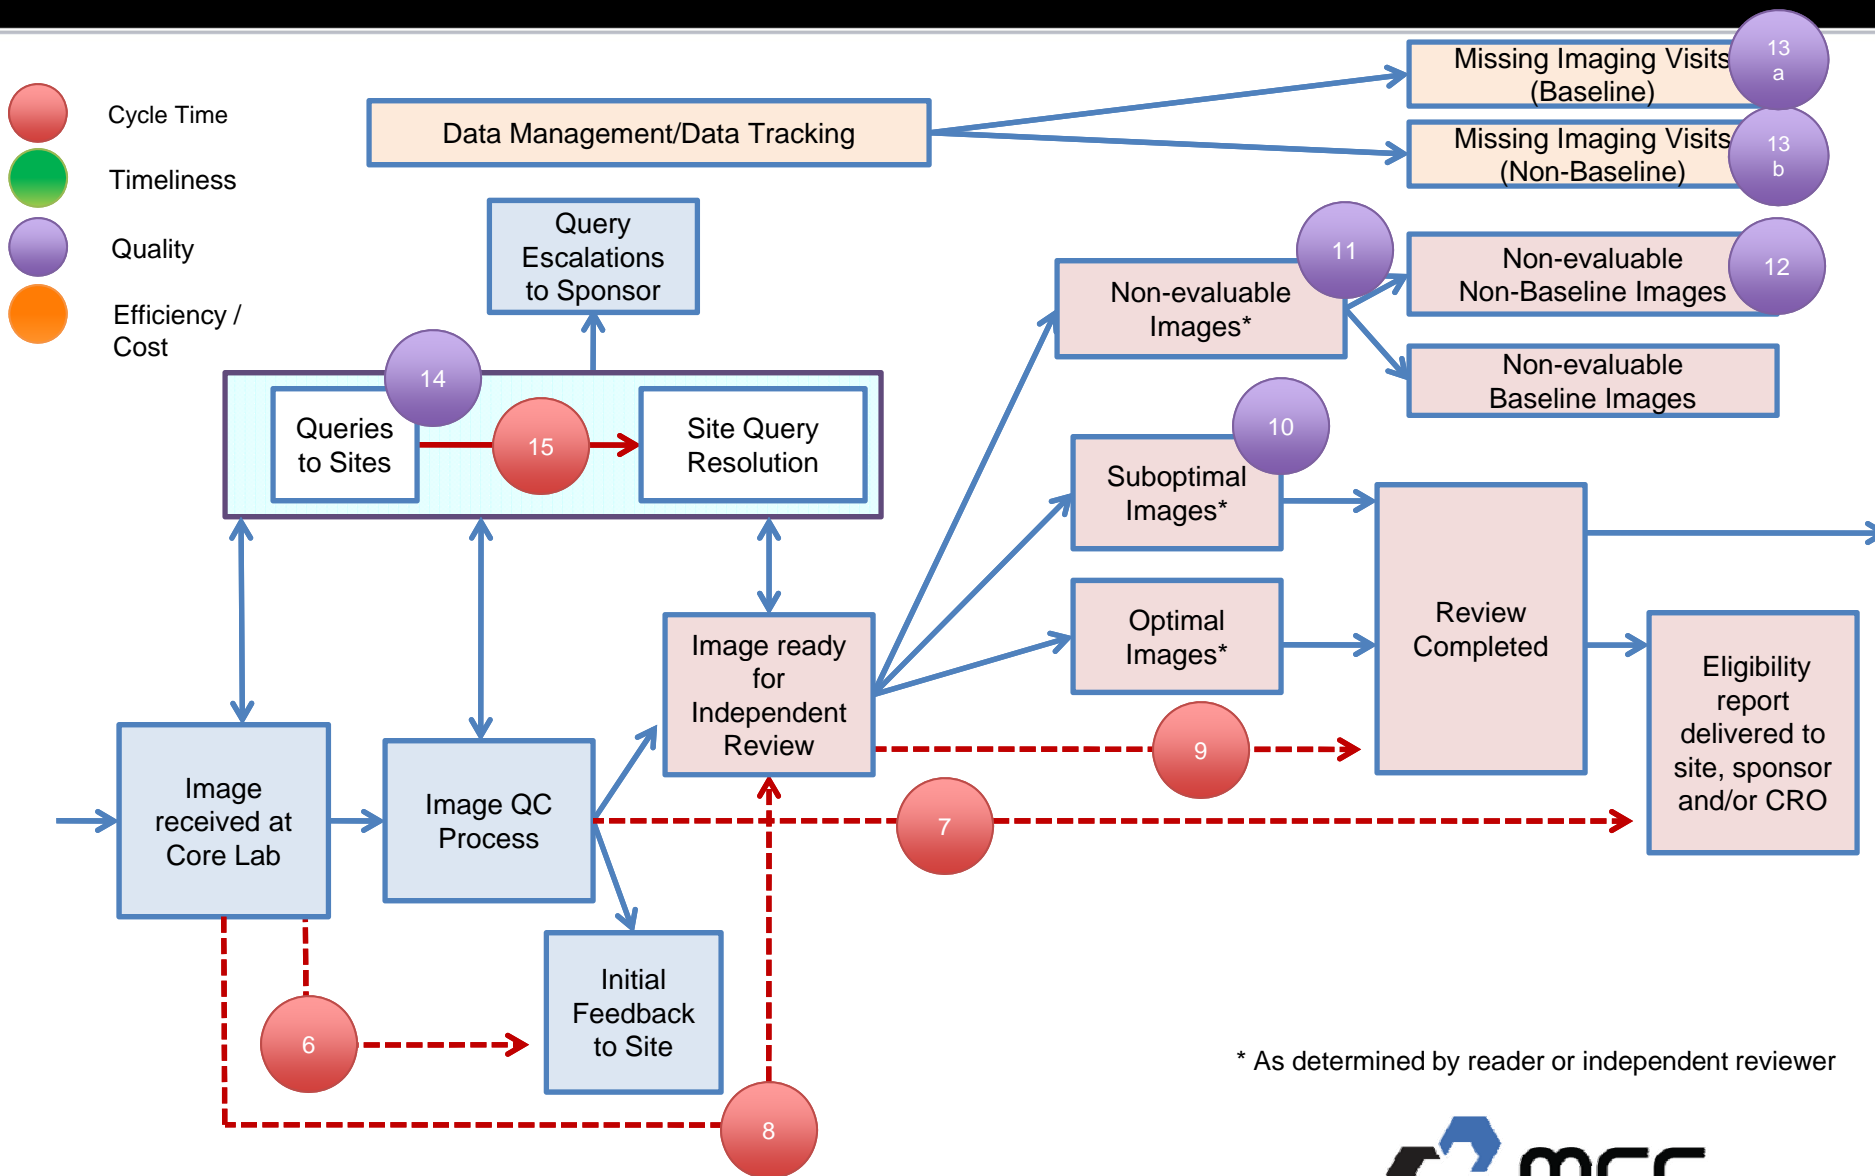 Cycle Time
Timeliness
Quality
Efficiency /
Cost
Data Management/Data Tracking
Missing Imaging Visits
(Baseline)
13
a
Missing Imaging Visits
(Non-Baseline)
13
b
Query
Escalations
to Sponsor
Non-evaluable
Images*
11
Non-evaluable
Non-Baseline Images
12
Non-evaluable
Baseline Images
14
Queries
to Sites
15
Site Query
Resolution
Suboptimal
Images*
10
Optimal
Images*
Review
Completed
Image ready
for
Independent
Review
9
Eligibility
report
delivered to
site, sponsor
and/or CRO
Image
received at
Core Lab
Image QC
Process
7
Initial
Feedback
to Site
6
8
* As determined by reader or independent reviewer
mcc